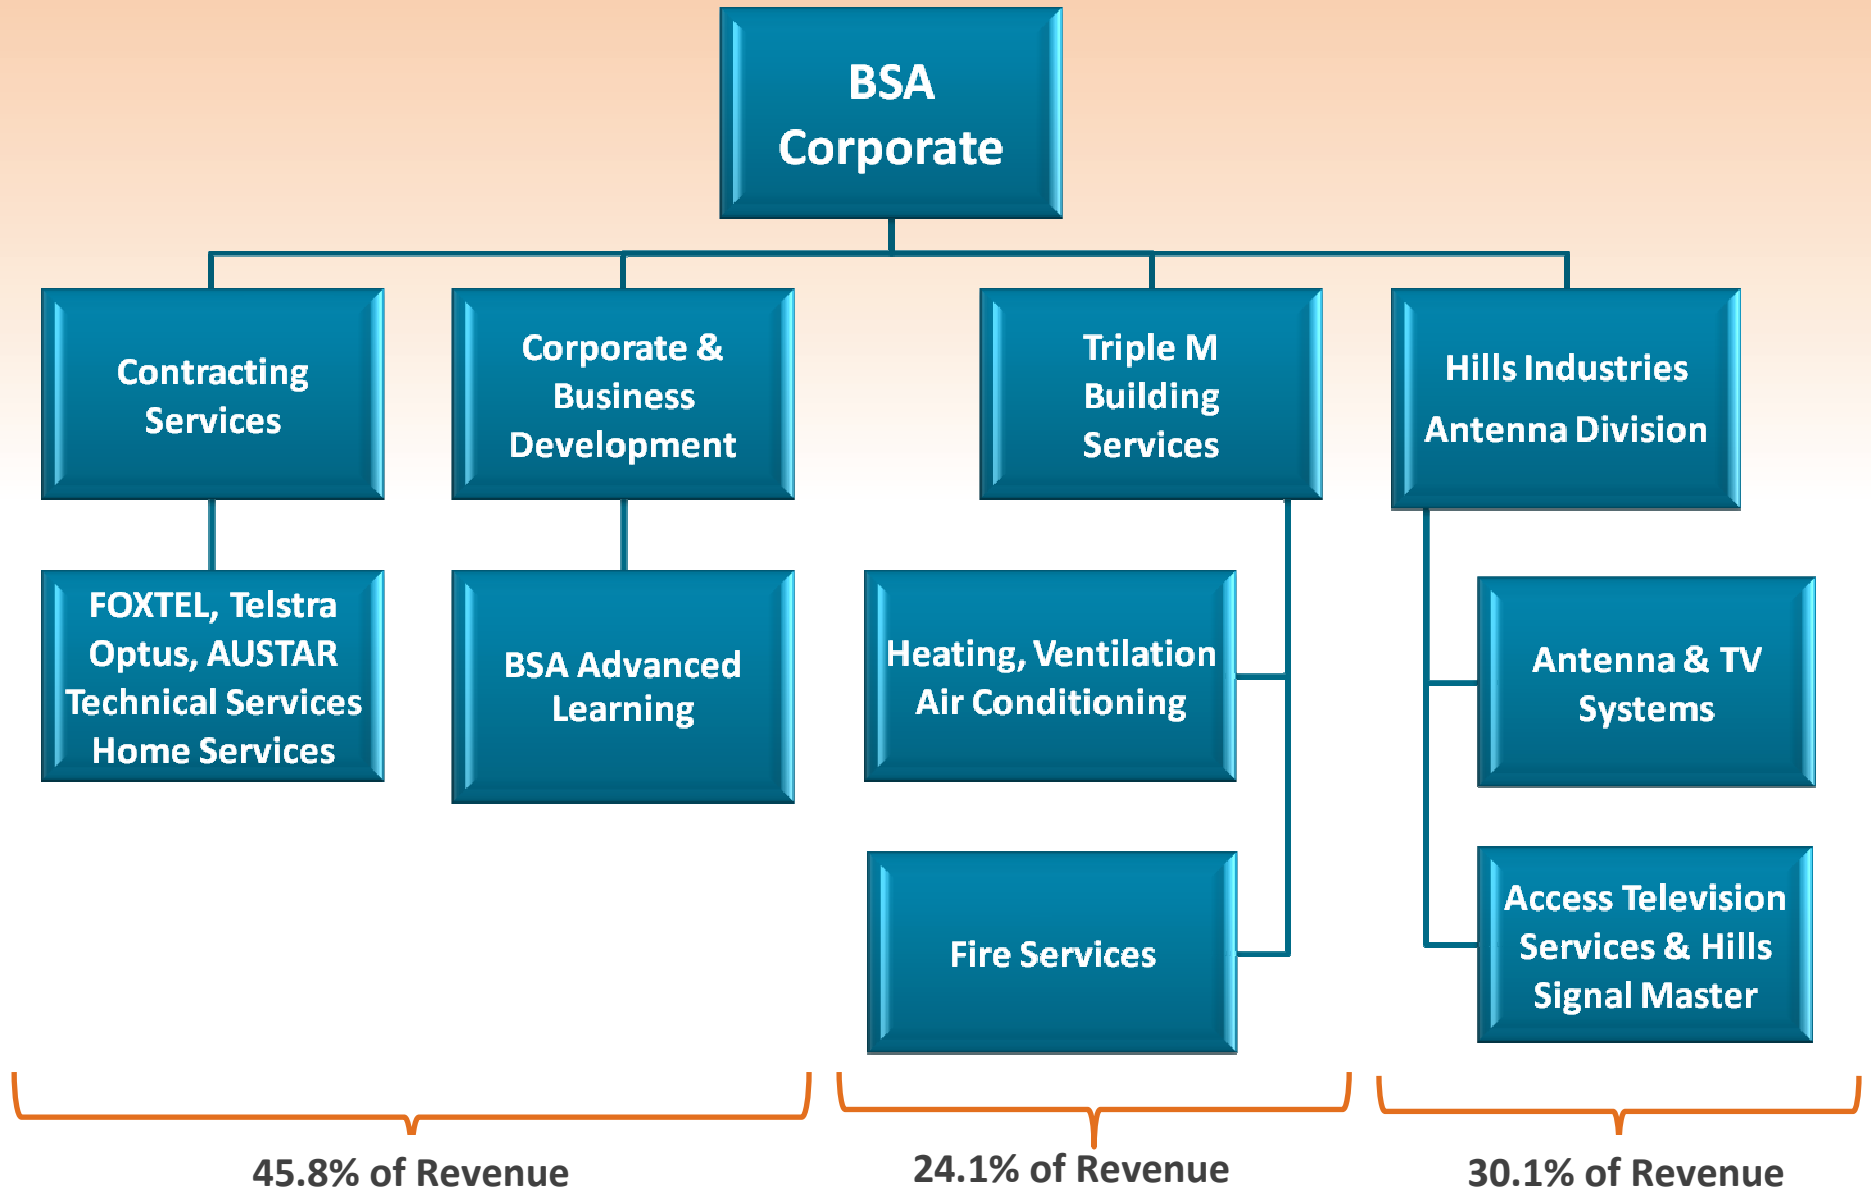 BSA
Corporate
Contracting
Services
Corporate &
Business
Development
Triple M
Building
Services
Hills Industries
Antenna Division
FOXTEL, Telstra
Optus, AUSTAR
Technical Services
Home Services
BSA Advanced
Learning
Heating, Ventilation
Air Conditioning
Antenna & TV
Systems
Fire Services
Access Television
Services & Hills
Signal Master
45.8% of Revenue
24.1% of Revenue
30.1% of Revenue